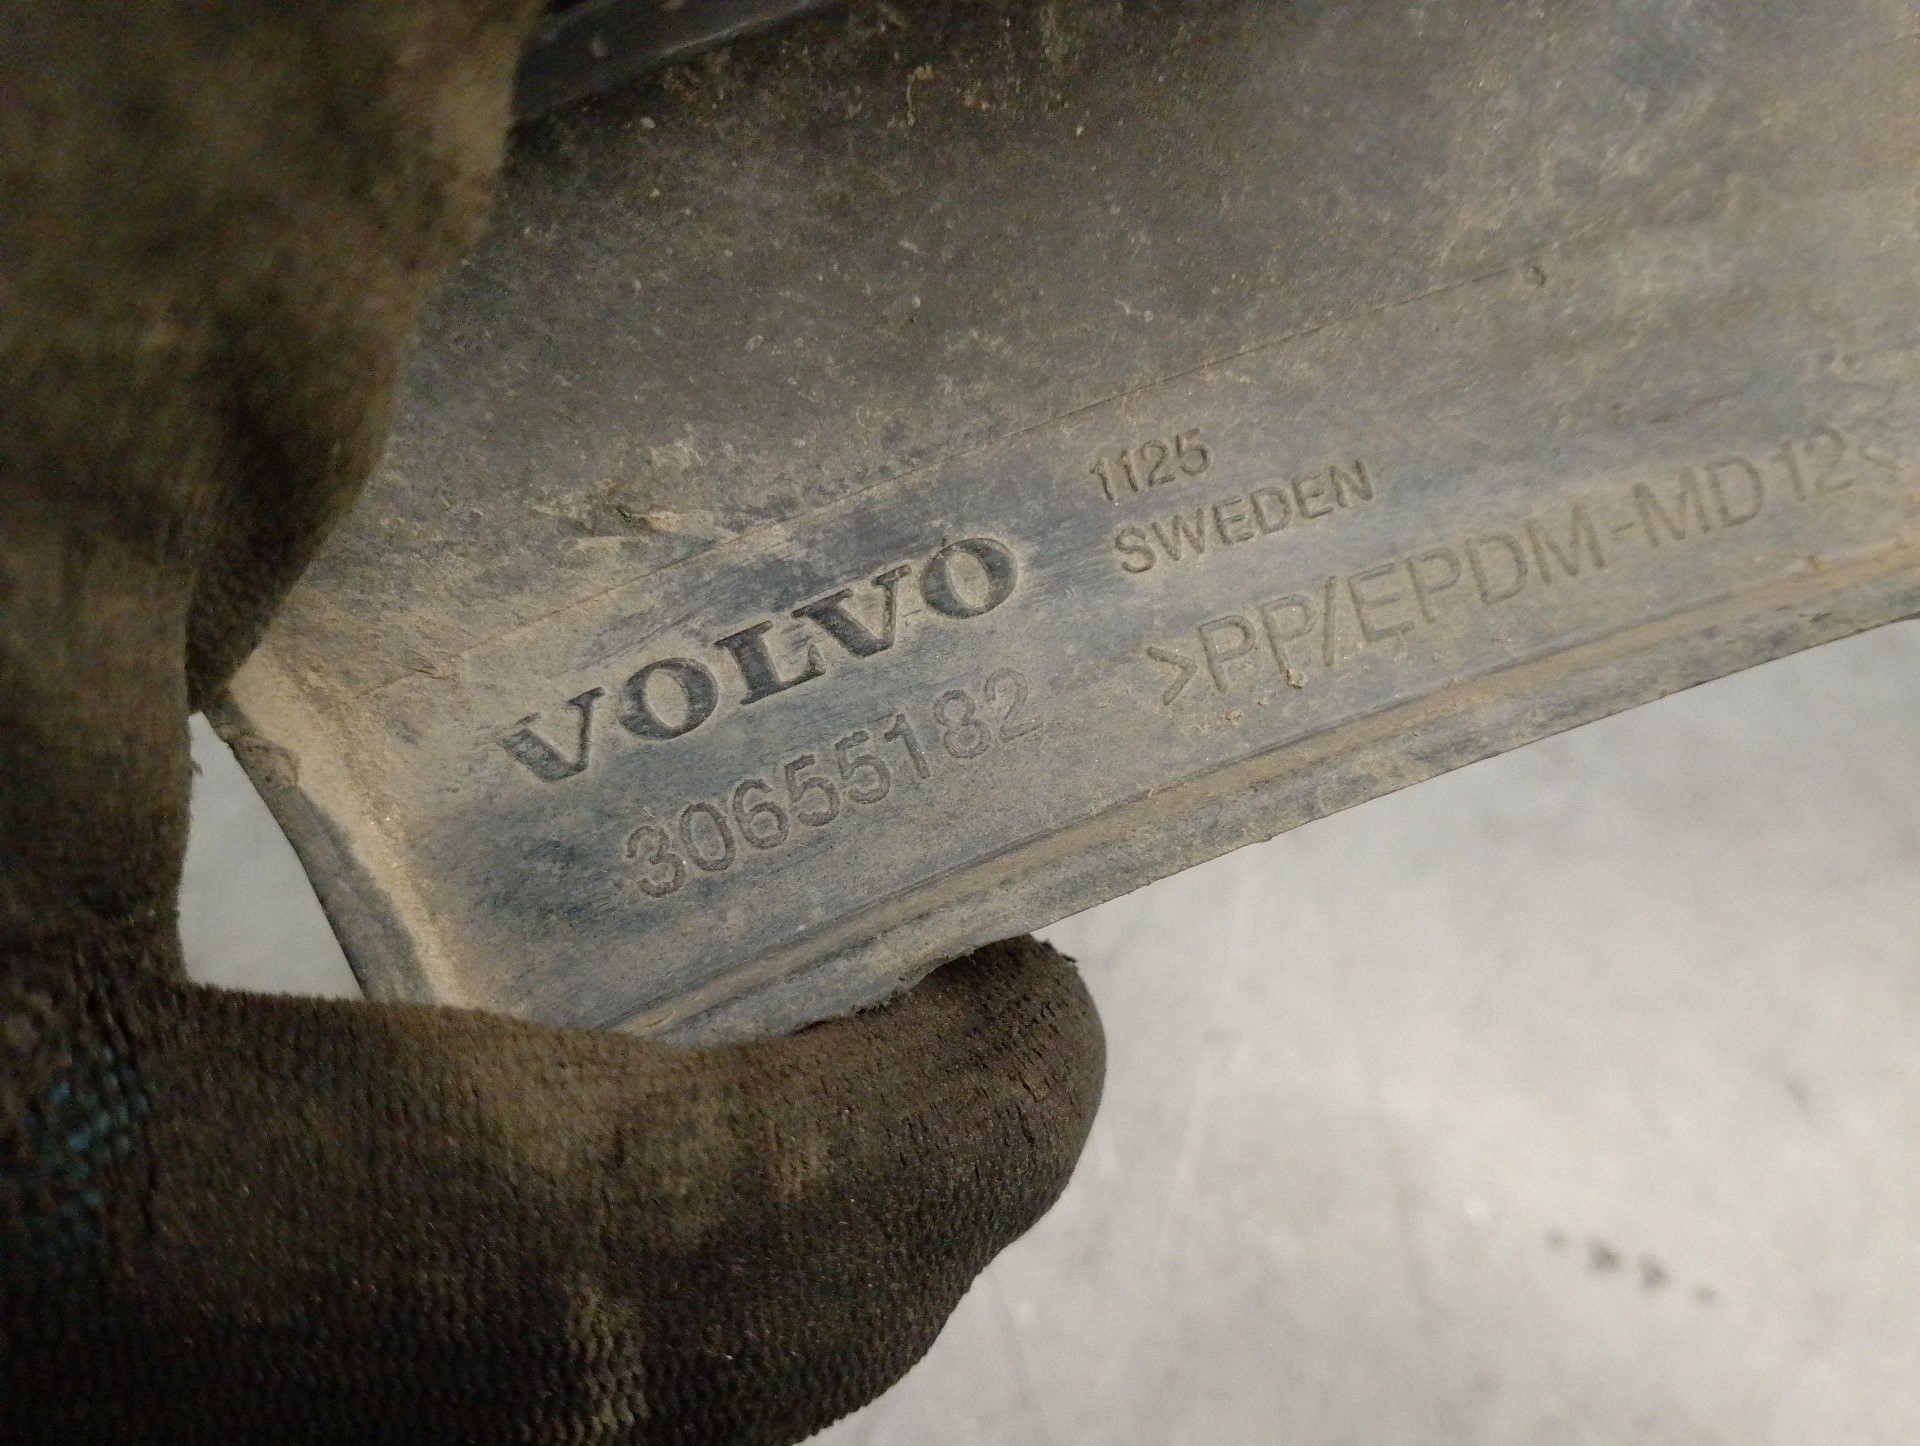 VOLVO
30655182
1125
SWEDEN
>PP/EPDM-MD12<